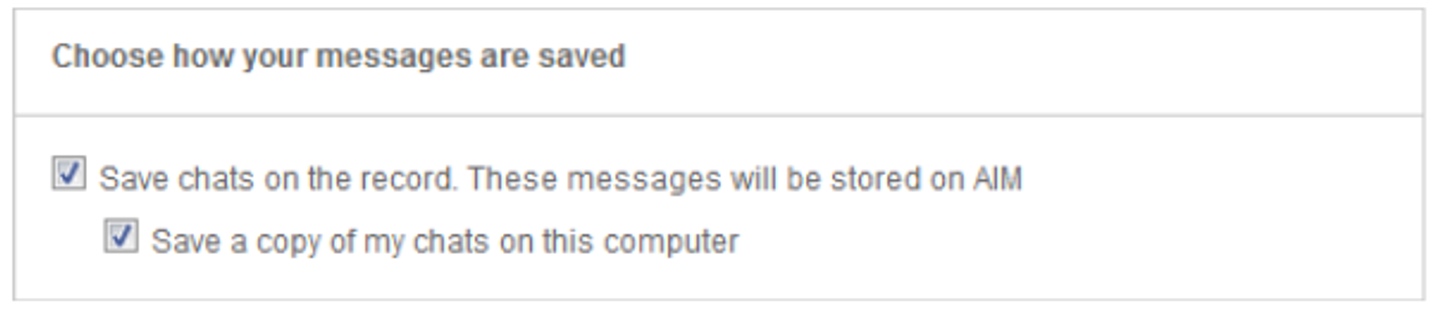 Choose how your messages are saved
Save chats on the record. These messages will be stored on AIM
Save a copy of my chats on this computer